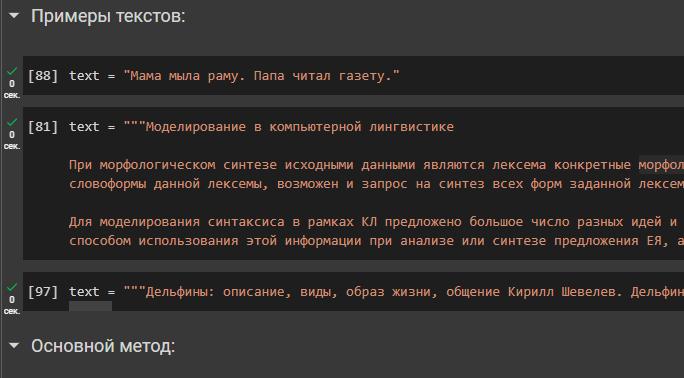 Примеры текстов:
0
сек.
[88] text = "Мама мыла раму. Папа читал газету."
0
сек.
[81] text = """Моделирование в компьютерной лингвистике
При морфологическом синтезе исходными данными являются лексема конкретные морфол
словоформы данной лексемы, возможен и запрос на синтез всех форм заданной лексем
Для моделирования синтаксиса в рамках КЛ предложено большое число разных идей и
способом использования этой информации при анализе или синтезе предложения ЕЯ, а
0
сек.
[97] text = """Дельфины: описание, виды, образ жизни, общение Кирилл Шевелев. Дельфин
Основной метод: